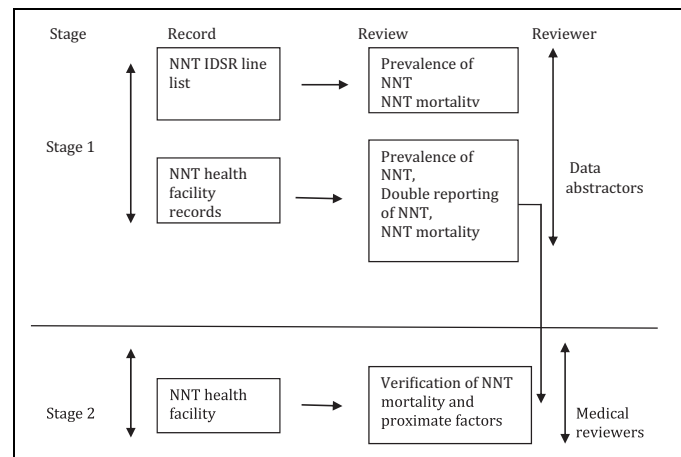 Stage Record Review Reviewer
NNT IDSR line
list
Prevalence of
NNT
NNT mortality
Stage 1
NNT health
facility
records
Prevalence of
NNT,
Double reporting
of NNT,
NNT mortality
Data
abstractors
Stage 2
NNT health
facility
Verification of NNT
mortality and
proximate factors
Medical
reviewers